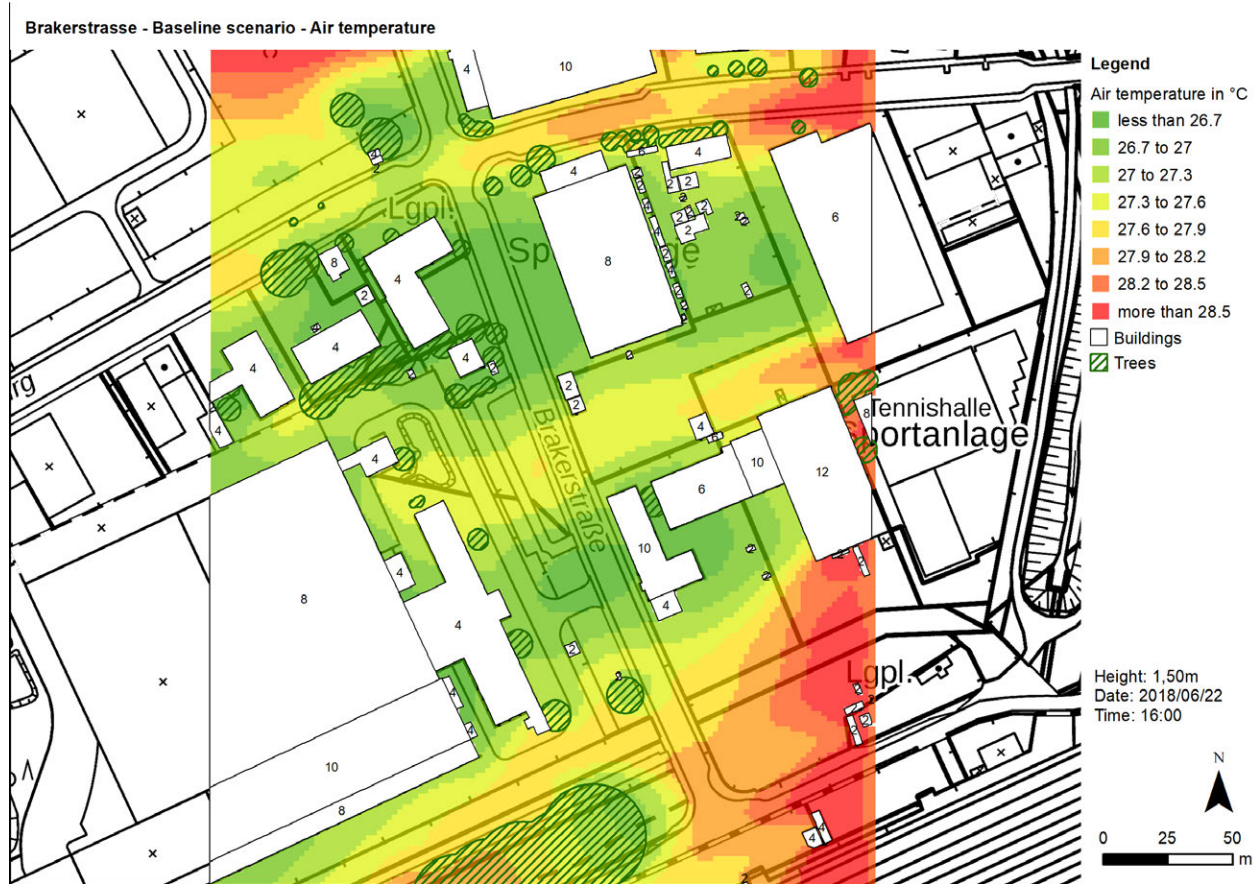 Brakerstrasse - Baseline scenario - Air temperature
Legend
Air temperature in °C
less than 26.7
26.7 to 27
27 to 27.3
27.3 to 27.6
27.6 to 27.9
27.9 to 28.2
28.2 to 28.5
more than 28.5
Buildings
Trees
4
10
2
4
6
4
Lgpl.
8
4
8
6
2
2
2
2
4
4
4
2
2
Brakerstraße
Tennishalle
portanlage
8
4
4
4
10
12
6
10
8
4
4
4
2
Lgpl.
4
4
10
8
4
4
2
Height: 1,50m
Date: 2018/06/22
Time: 16:00
N
0 25 50
m